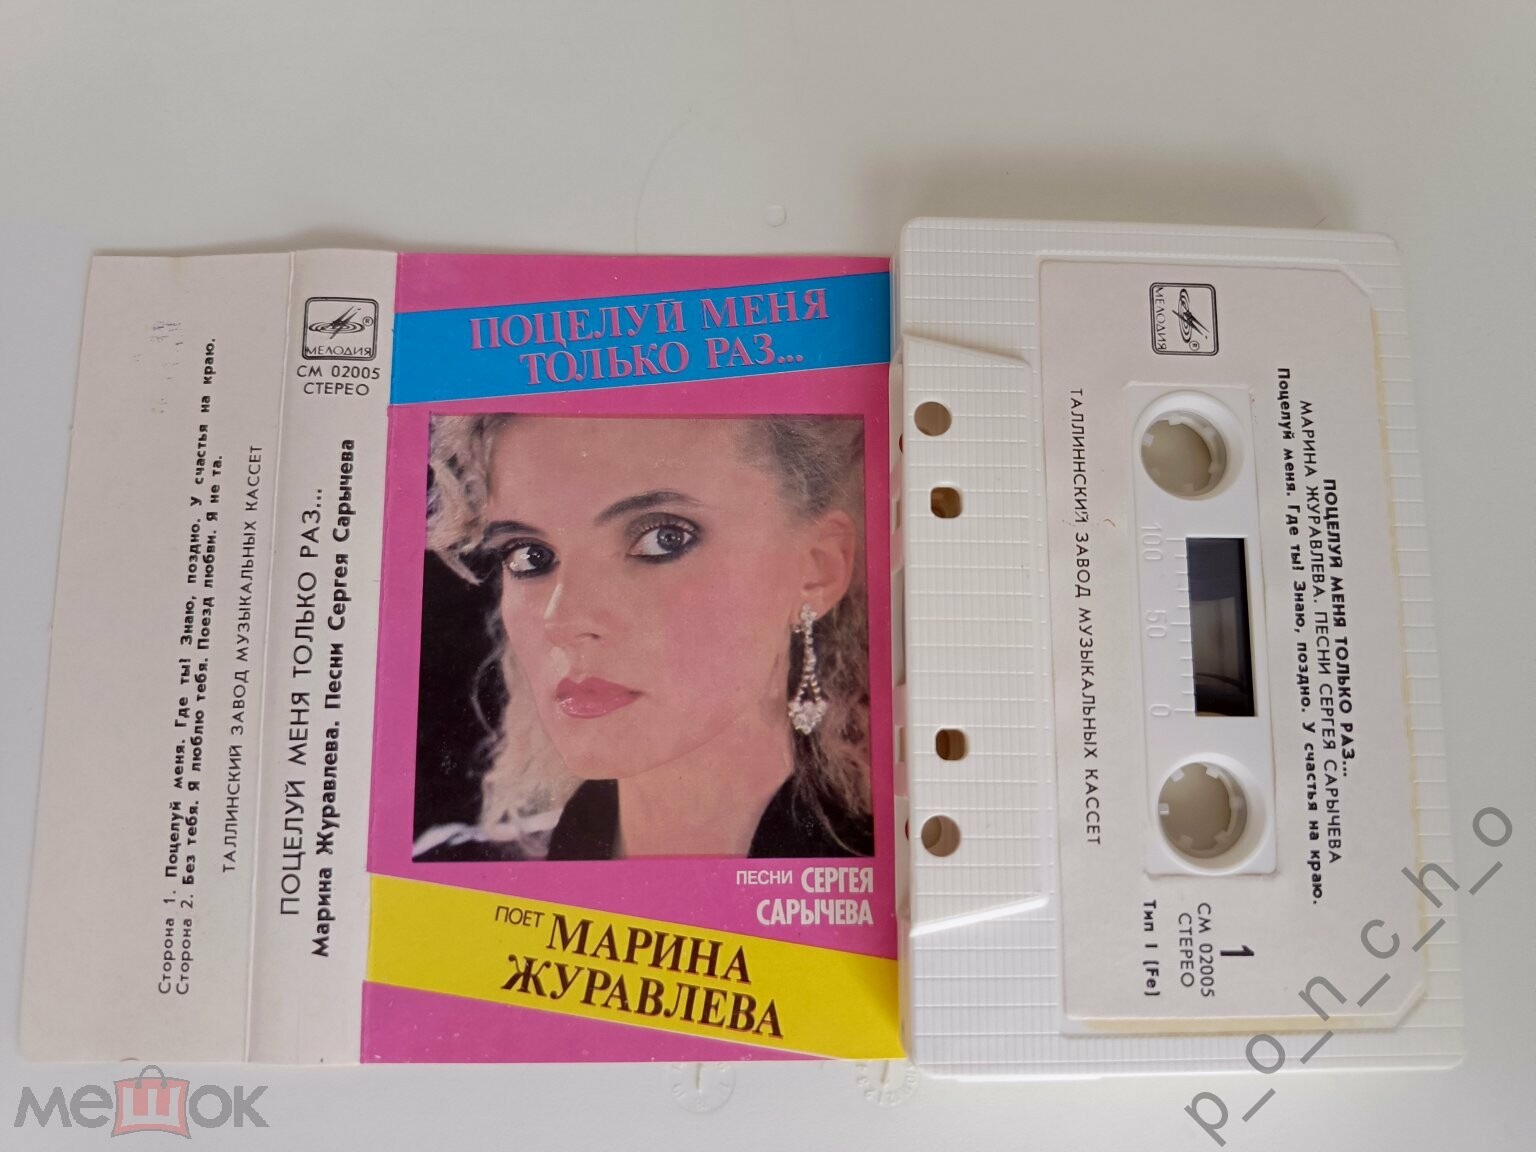 Сторона 1. Поцелуй меня. Где ты! Знаю, поздно. У счастья на краю.
Сторона 2. Без тебя. Я люблю тебя. Поезд любви. Я не та.
ТАЛЛИНСКИЙ ЗАВОД МУЗЫКАЛЬНЫХ КАССЕТ
МЕЛОДИЯ
®
СМ 02005
СТЕРЕО
ПОЦЕЛУЙ МЕНЯ ТОЛЬКО РАЗ...
Марина Журавлева. Песни Сергея Сарычева
ПОЦЕЛУЙ МЕНЯ
ТОЛЬКО РАЗ...
ПЕСНИ СЕРГЕЯ
САРЫЧЕВА
ПОЕТ МАРИНА
ЖУРАВЛЕВА
МЕЛОДИЯ
®
ПОЦЕЛУЙ МЕНЯ ТОЛЬКО РАЗ...
МАРИНА ЖУРАВЛЕВА. ПЕСНИ СЕРГЕЯ САРЫЧЕВА
Поцелуй меня. Где ты! Знаю, поздно. У счастья на краю.
100 50 0
ТАЛЛИННСКИЙ ЗАВОД МУЗЫКАЛЬНЫХ КАССЕТ
1
СМ 02005
СТЕРЕО
Тип I (Fe)
мешок
p_o_n_c_h_o